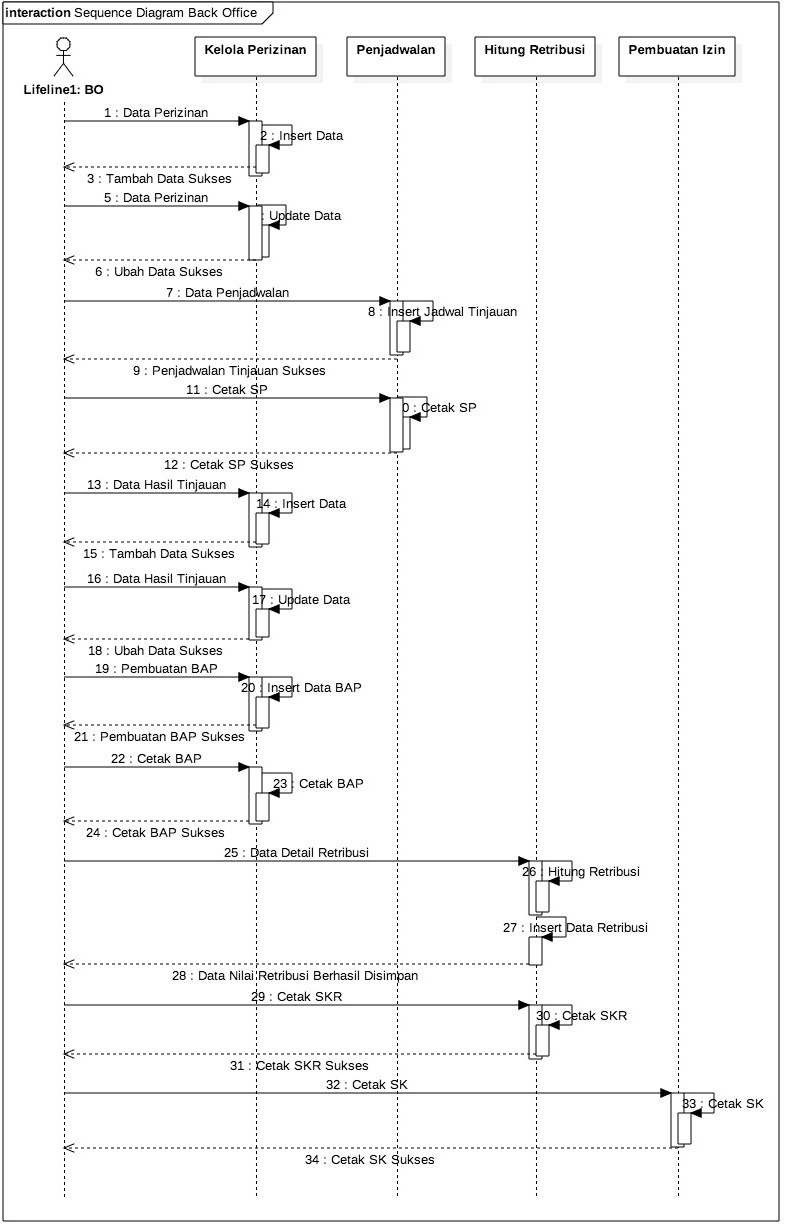 interaction Sequence Diagram Back Office
Kelola Perizinan
Penjadwalan
Hitung Retribusi
Pembuatan Izin
Lifeline1: BO
1 : Data Perizinan
2 : Insert Data
3 : Tambah Data Sukses
5 : Data Perizinan
: Update Data
6 : Ubah Data Sukses
7 : Data Penjadwalan
8 : Insert Jadwal Tinjauan
9 : Penjadwalan Tinjauan Sukses
11 : Cetak SP
0 : Cetak SP
12 : Cetak SP Sukses
13 : Data Hasil Tinjauan
14 : Insert Data
15 : Tambah Data Sukses
16 : Data Hasil Tinjauan
17 : Update Data
18 : Ubah Data Sukses
19 : Pembuatan BAP
20 : Insert Data BAP
21 : Pembuatan BAP Sukses
22 : Cetak BAP
23 : Cetak BAP
24 : Cetak BAP Sukses
25 : Data Detail Retribusi
26 : Hitung Retribusi
27 : Insert Data Retribusi
28 : Data Nilai Retribusi Berhasil Disimpan
29 : Cetak SKR
30 : Cetak SKR
31 : Cetak SKR Sukses
32 : Cetak SK
33 : Cetak SK
34 : Cetak SK Sukses